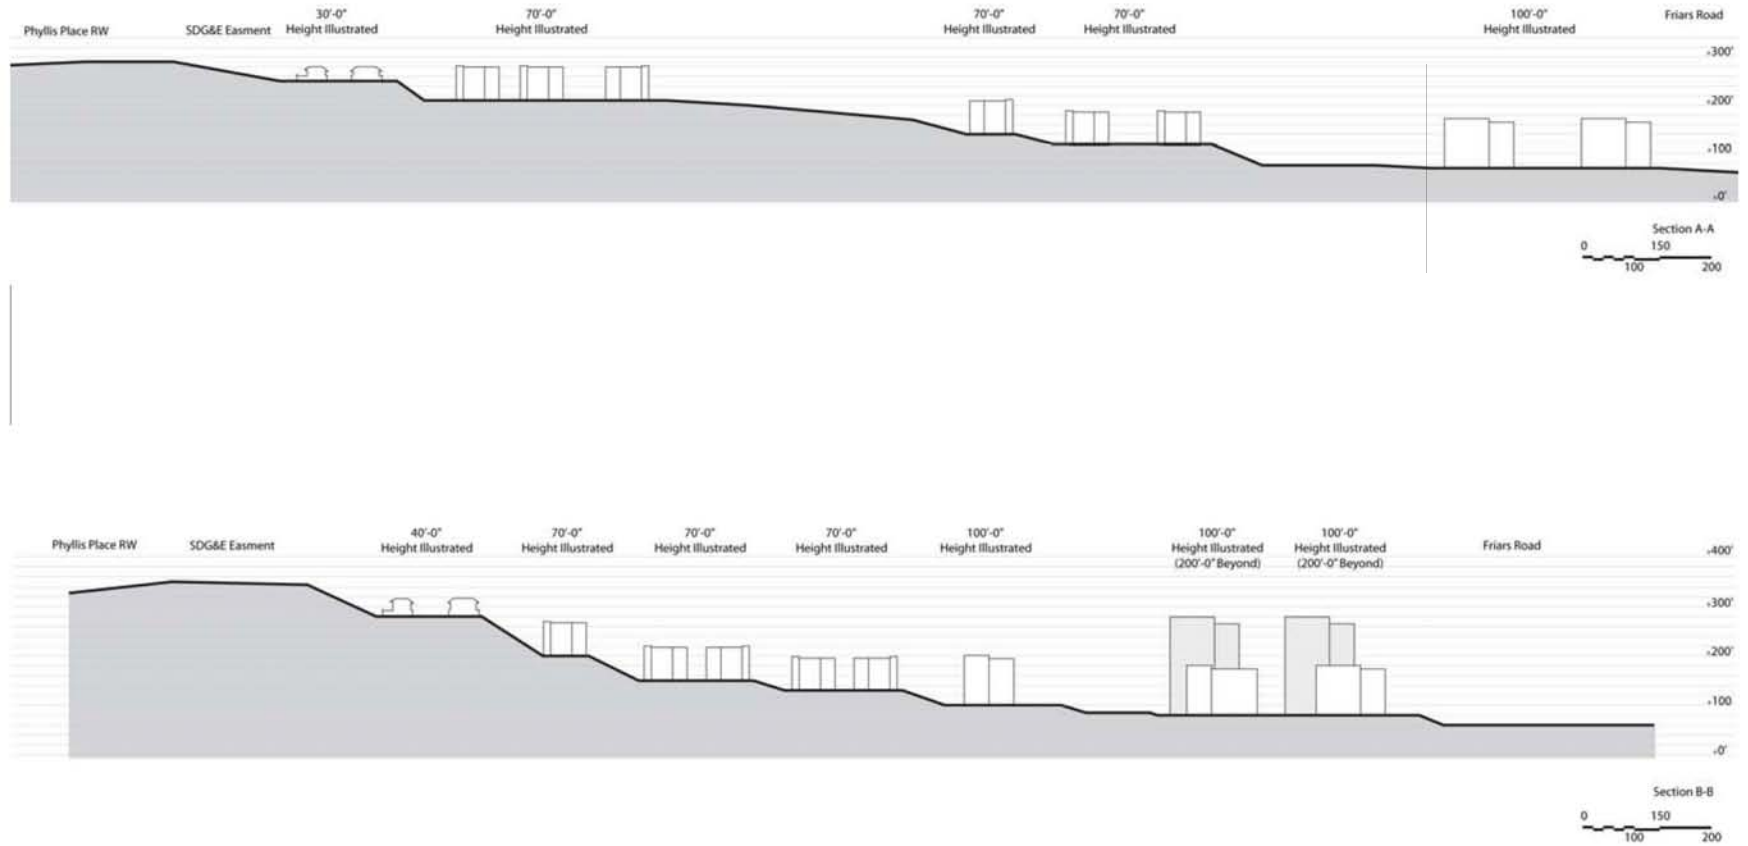 Phyllis Place RW
SDG&E Easment
30'-0"
Height Illustrated
70'-0"
Height Illustrated
70'-0"
Height Illustrated
70'-0"
Height Illustrated
100'-0"
Height Illustrated
Friars Road
+300'
+200'
+100
+0'
Section A-A
0 150
100 200
Phyllis Place RW
SDG&E Easment
40'-0"
Height Illustrated
70'-0"
Height Illustrated
70'-0"
Height Illustrated
70'-0"
Height Illustrated
100'-0"
Height Illustrated
100'-0"
Height Illustrated
(200'-0" Beyond)
100'-0"
Height Illustrated
(200'-0" Beyond)
Friars Road
+400'
+300'
+200'
+100
+0'
Section B-B
0 150
100 200